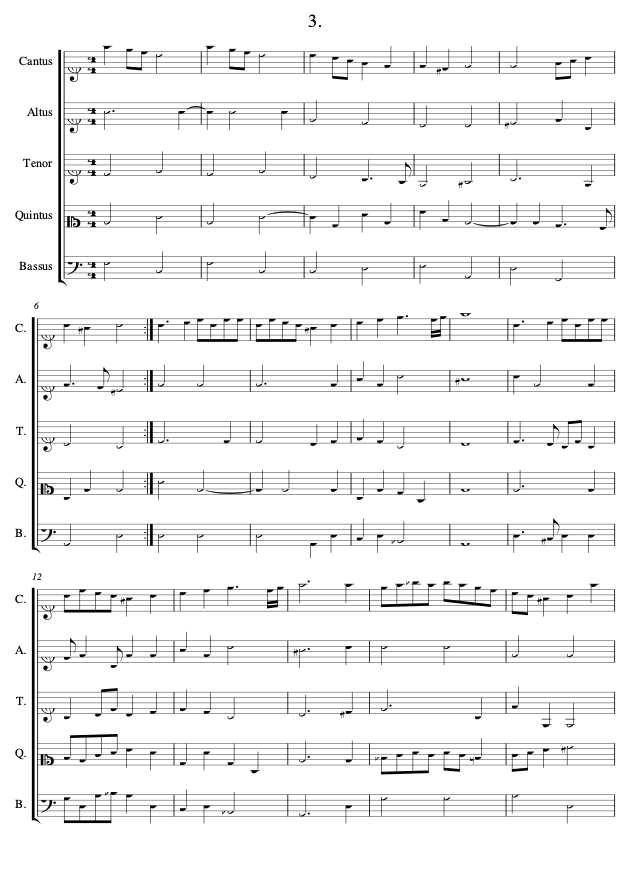 3.
Cantus
Altus
Tenor
Quintus
Bassus
6
C.
A.
T.
Q.
B.
12
C.
A.
T.
Q.
B.